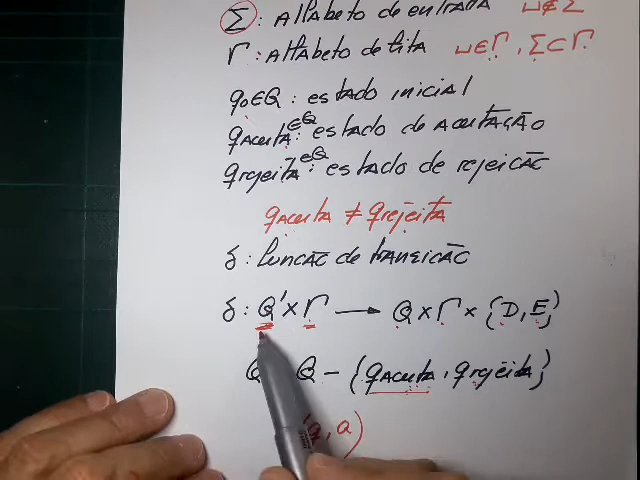 Σ: Alfabeto de entrada ⊔∉Σ
Γ: Alfabeto de fita ⊔∈Γ, Σ⊂Γ
q0∈Q: estado inicial
qaceita∈Q: estado de aceitação
qrejeita∈Q: estado de rejeição
qaceita ≠ qrejeita
δ: função de transição
δ: Q'×Γ → Q×Γ×{D,E}
Q Q - {qaceita, qrejeita}
, a)